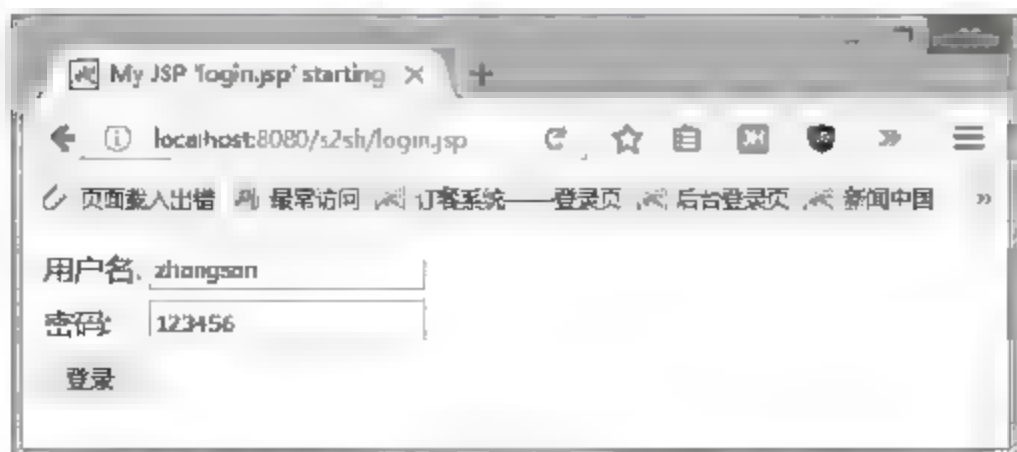 My JSP 'login.jsp' starting
localhost:8080/s2sh/login.jsp
页面载入出错 最常访问 订餐系统——登录页 后台登录页 新闻中国 »
用户名: zhangsan
密码: 123456
登录